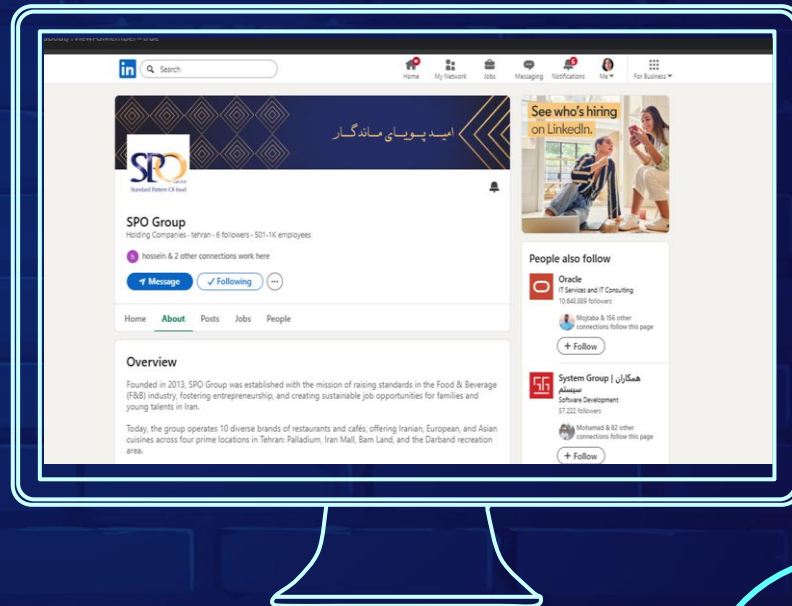 in
Search
Home
My Network
Jobs
Messaging
Notifications
Me
For Business
امید پویای ماندگار
SPO
Standard Pattern Of food
SPO Group
Holding Companies · tehran · 6 followers · 501-1K employees
h
hossein & 2 other connections work here
Message
✓ Following
Home
About
Posts
Jobs
People
Overview
Founded in 2013, SPO Group was established with the mission of raising standards in the Food & Beverage
(F&B) industry, fostering entrepreneurship, and creating sustainable job opportunities for families and
young talents in Iran.
Today, the group operates 10 diverse brands of restaurants and cafés, offering Iranian, European, and Asian
cuisines across four prime locations in Tehran: Palladium, Iran Mall, Bam Land, and the Darband recreation
area.
See who's hiring
on LinkedIn.
People also follow
Oracle
IT Services and IT Consulting
10,648,889 followers
Mojtaba & 156 other
connections follow this page
+ Follow
System Group | همکاران
سیستم
Software Development
57,222 followers
Mohamad & 82 other
connections follow this page
+ Follow